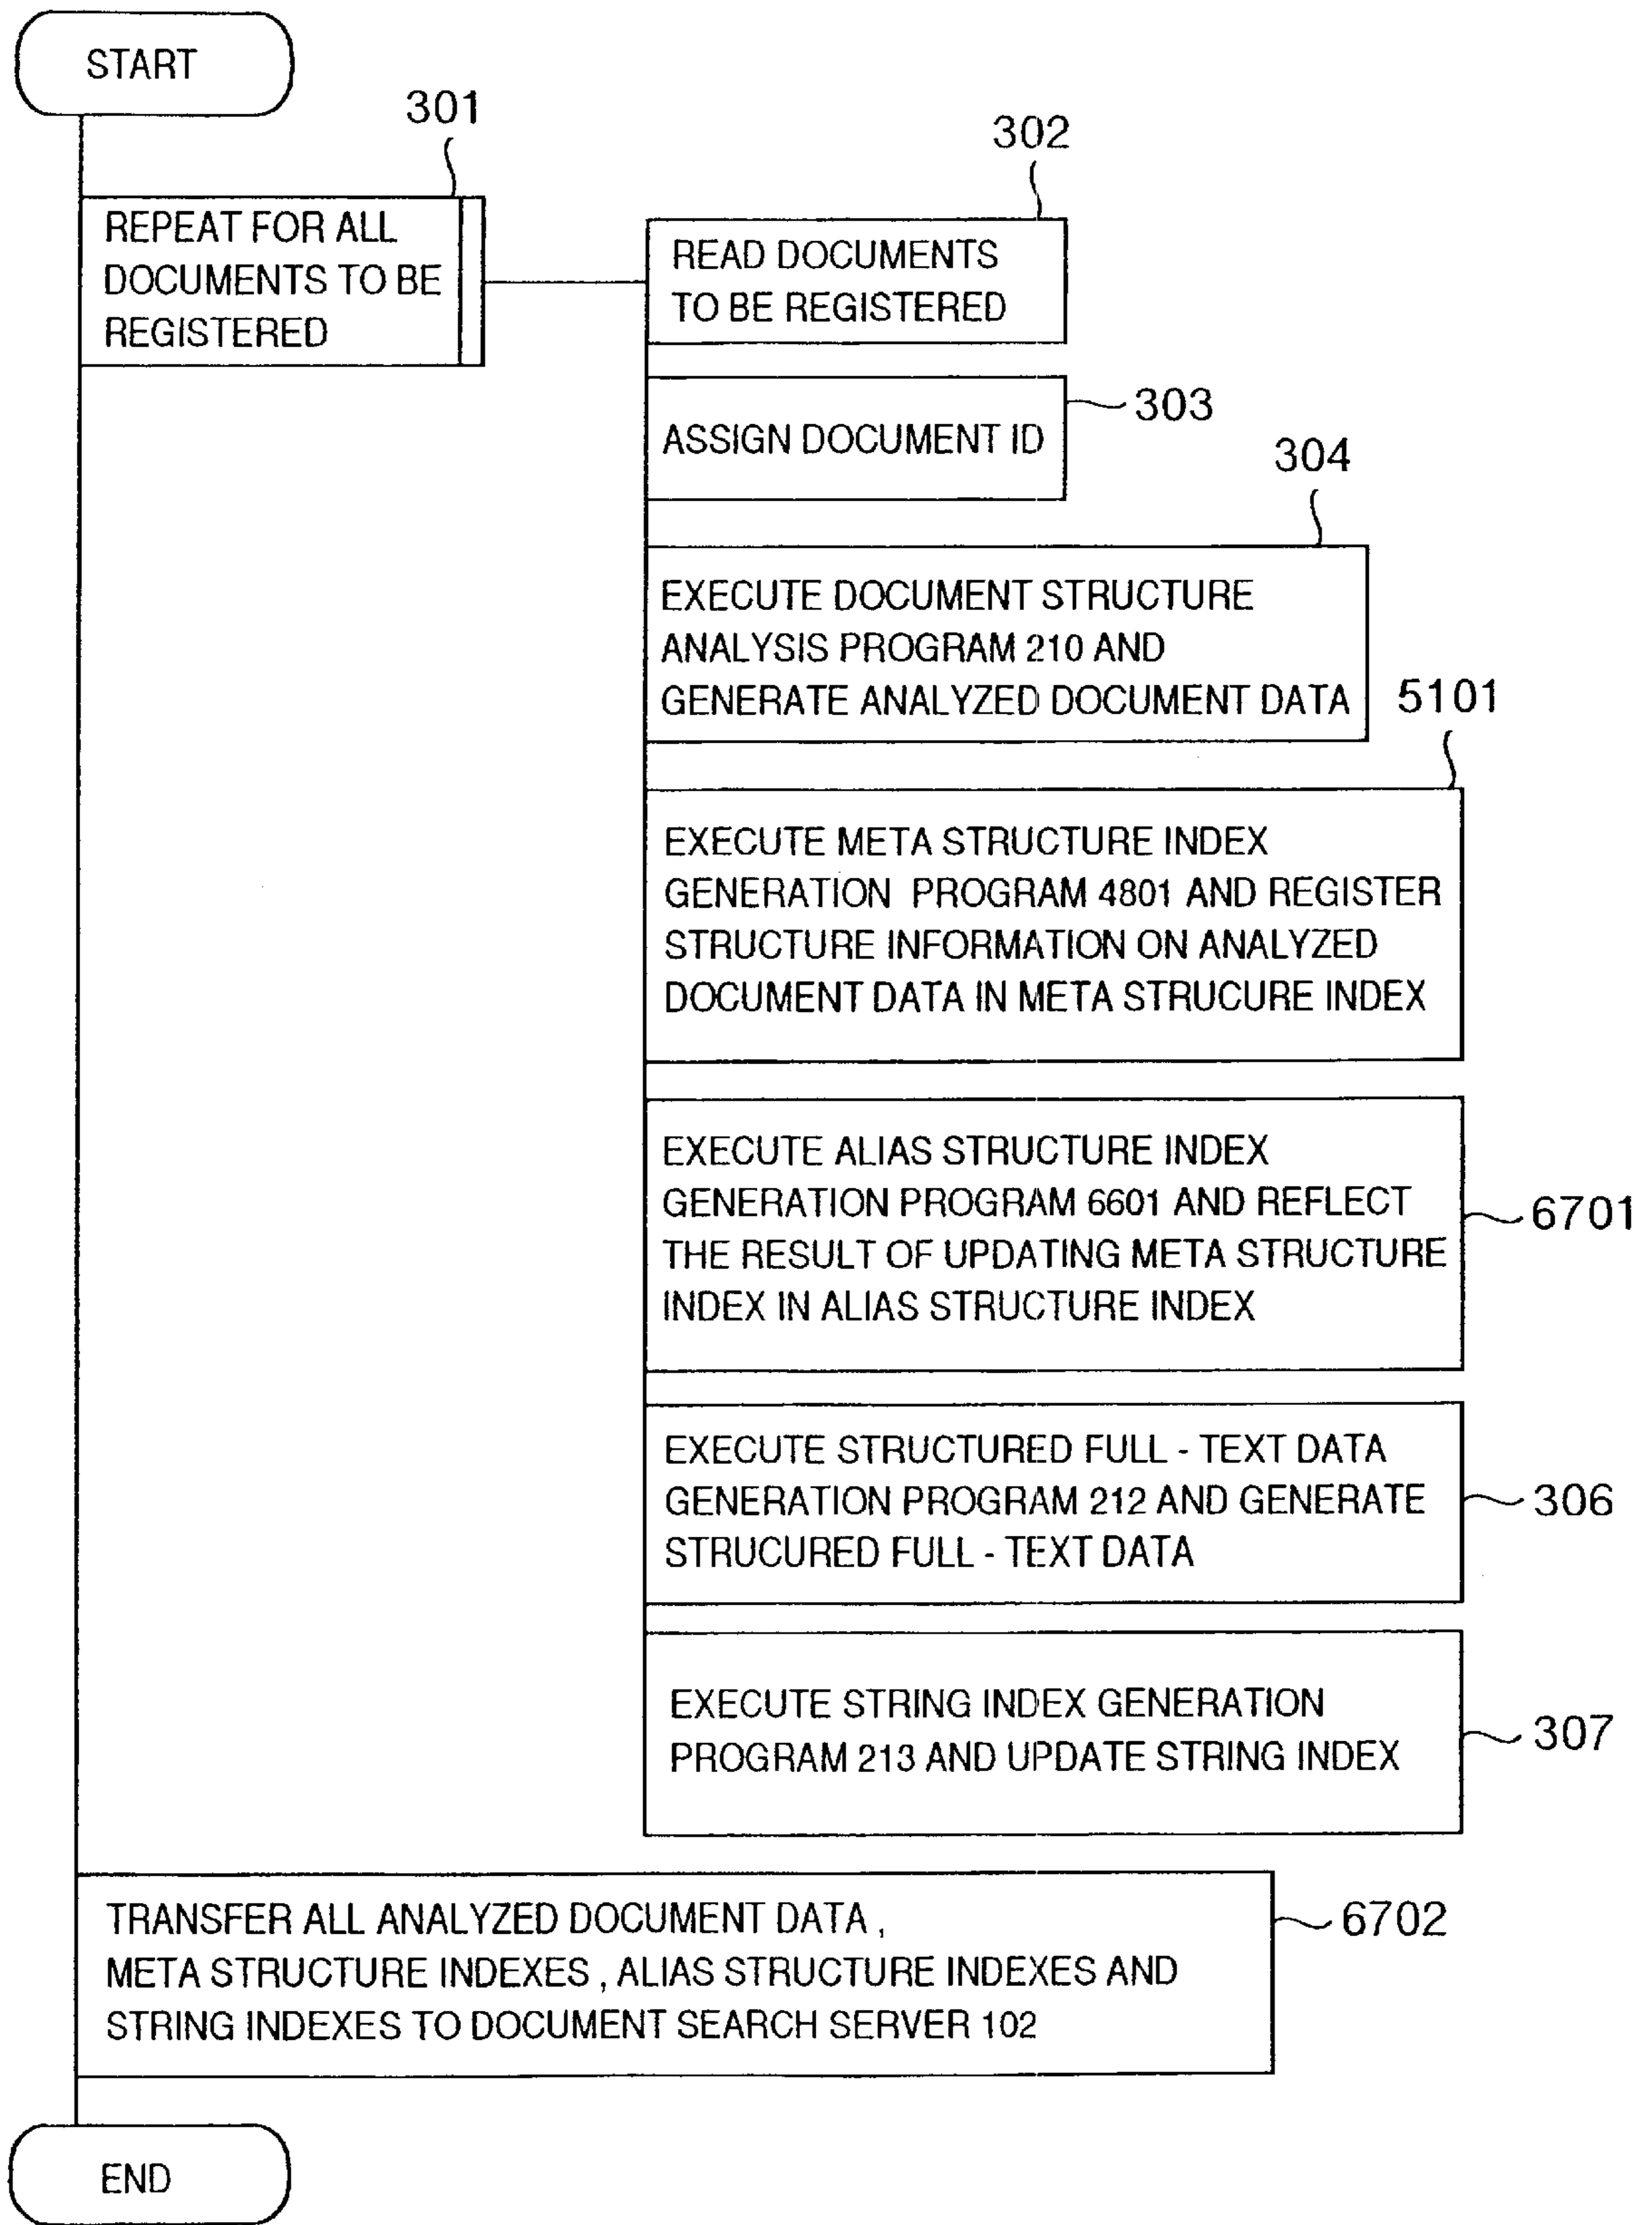 START
301
REPEAT FOR ALL
DOCUMENTS TO BE
REGISTERED
302
READ DOCUMENTS
TO BE REGISTERED
303
ASSIGN DOCUMENT ID
304
EXECUTE DOCUMENT STRUCTURE
ANALYSIS PROGRAM 210 AND
GENERATE ANALYZED DOCUMENT DATA
5101
EXECUTE META STRUCTURE INDEX
GENERATION PROGRAM 4801 AND REGISTER
STRUCTURE INFORMATION ON ANALYZED
DOCUMENT DATA IN META STRUCURE INDEX
EXECUTE ALIAS STRUCTURE INDEX
GENERATION PROGRAM 6601 AND REFLECT
THE RESULT OF UPDATING META STRUCTURE
INDEX IN ALIAS STRUCTURE INDEX
6701
EXECUTE STRUCTURED FULL - TEXT DATA
GENERATION PROGRAM 212 AND GENERATE
STRUCURED FULL - TEXT DATA
306
EXECUTE STRING INDEX GENERATION
PROGRAM 213 AND UPDATE STRING INDEX
307
TRANSFER ALL ANALYZED DOCUMENT DATA ,
META STRUCTURE INDEXES , ALIAS STRUCTURE INDEXES AND
STRING INDEXES TO DOCUMENT SEARCH SERVER 102
6702
END